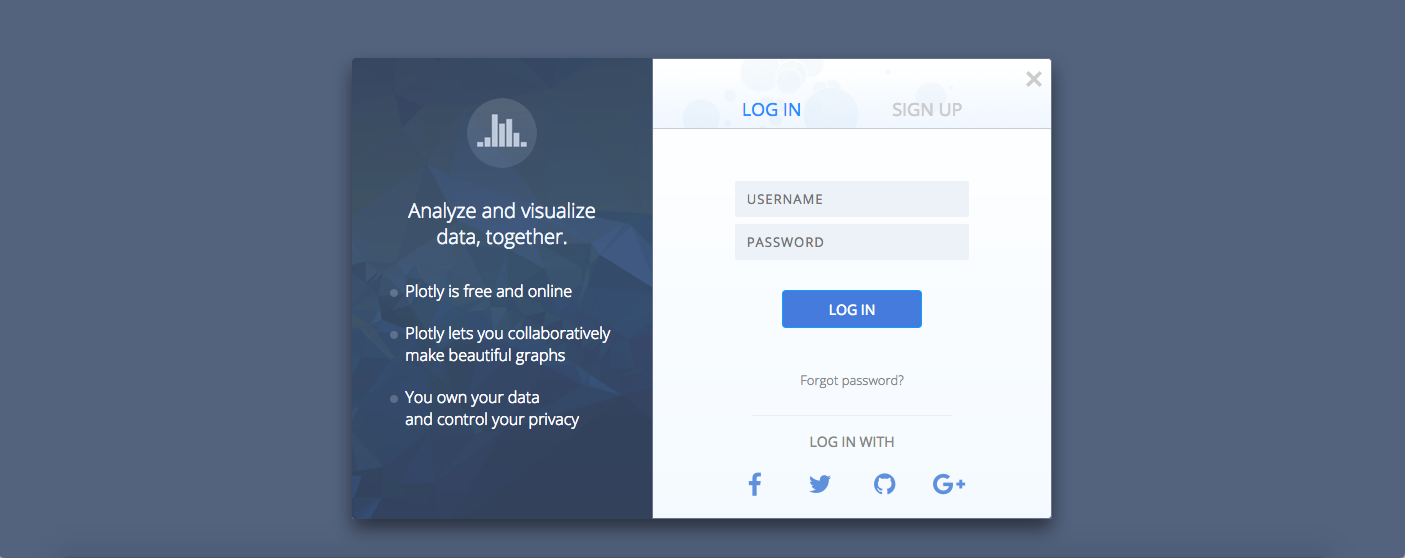 Analyze and visualize
data, together.
Plotly is free and online
Plotly lets you collaboratively
make beautiful graphs
You own your data
and control your privacy
LOG IN
SIGN UP
USERNAME
PASSWORD
LOG IN
Forgot password?
LOG IN WITH